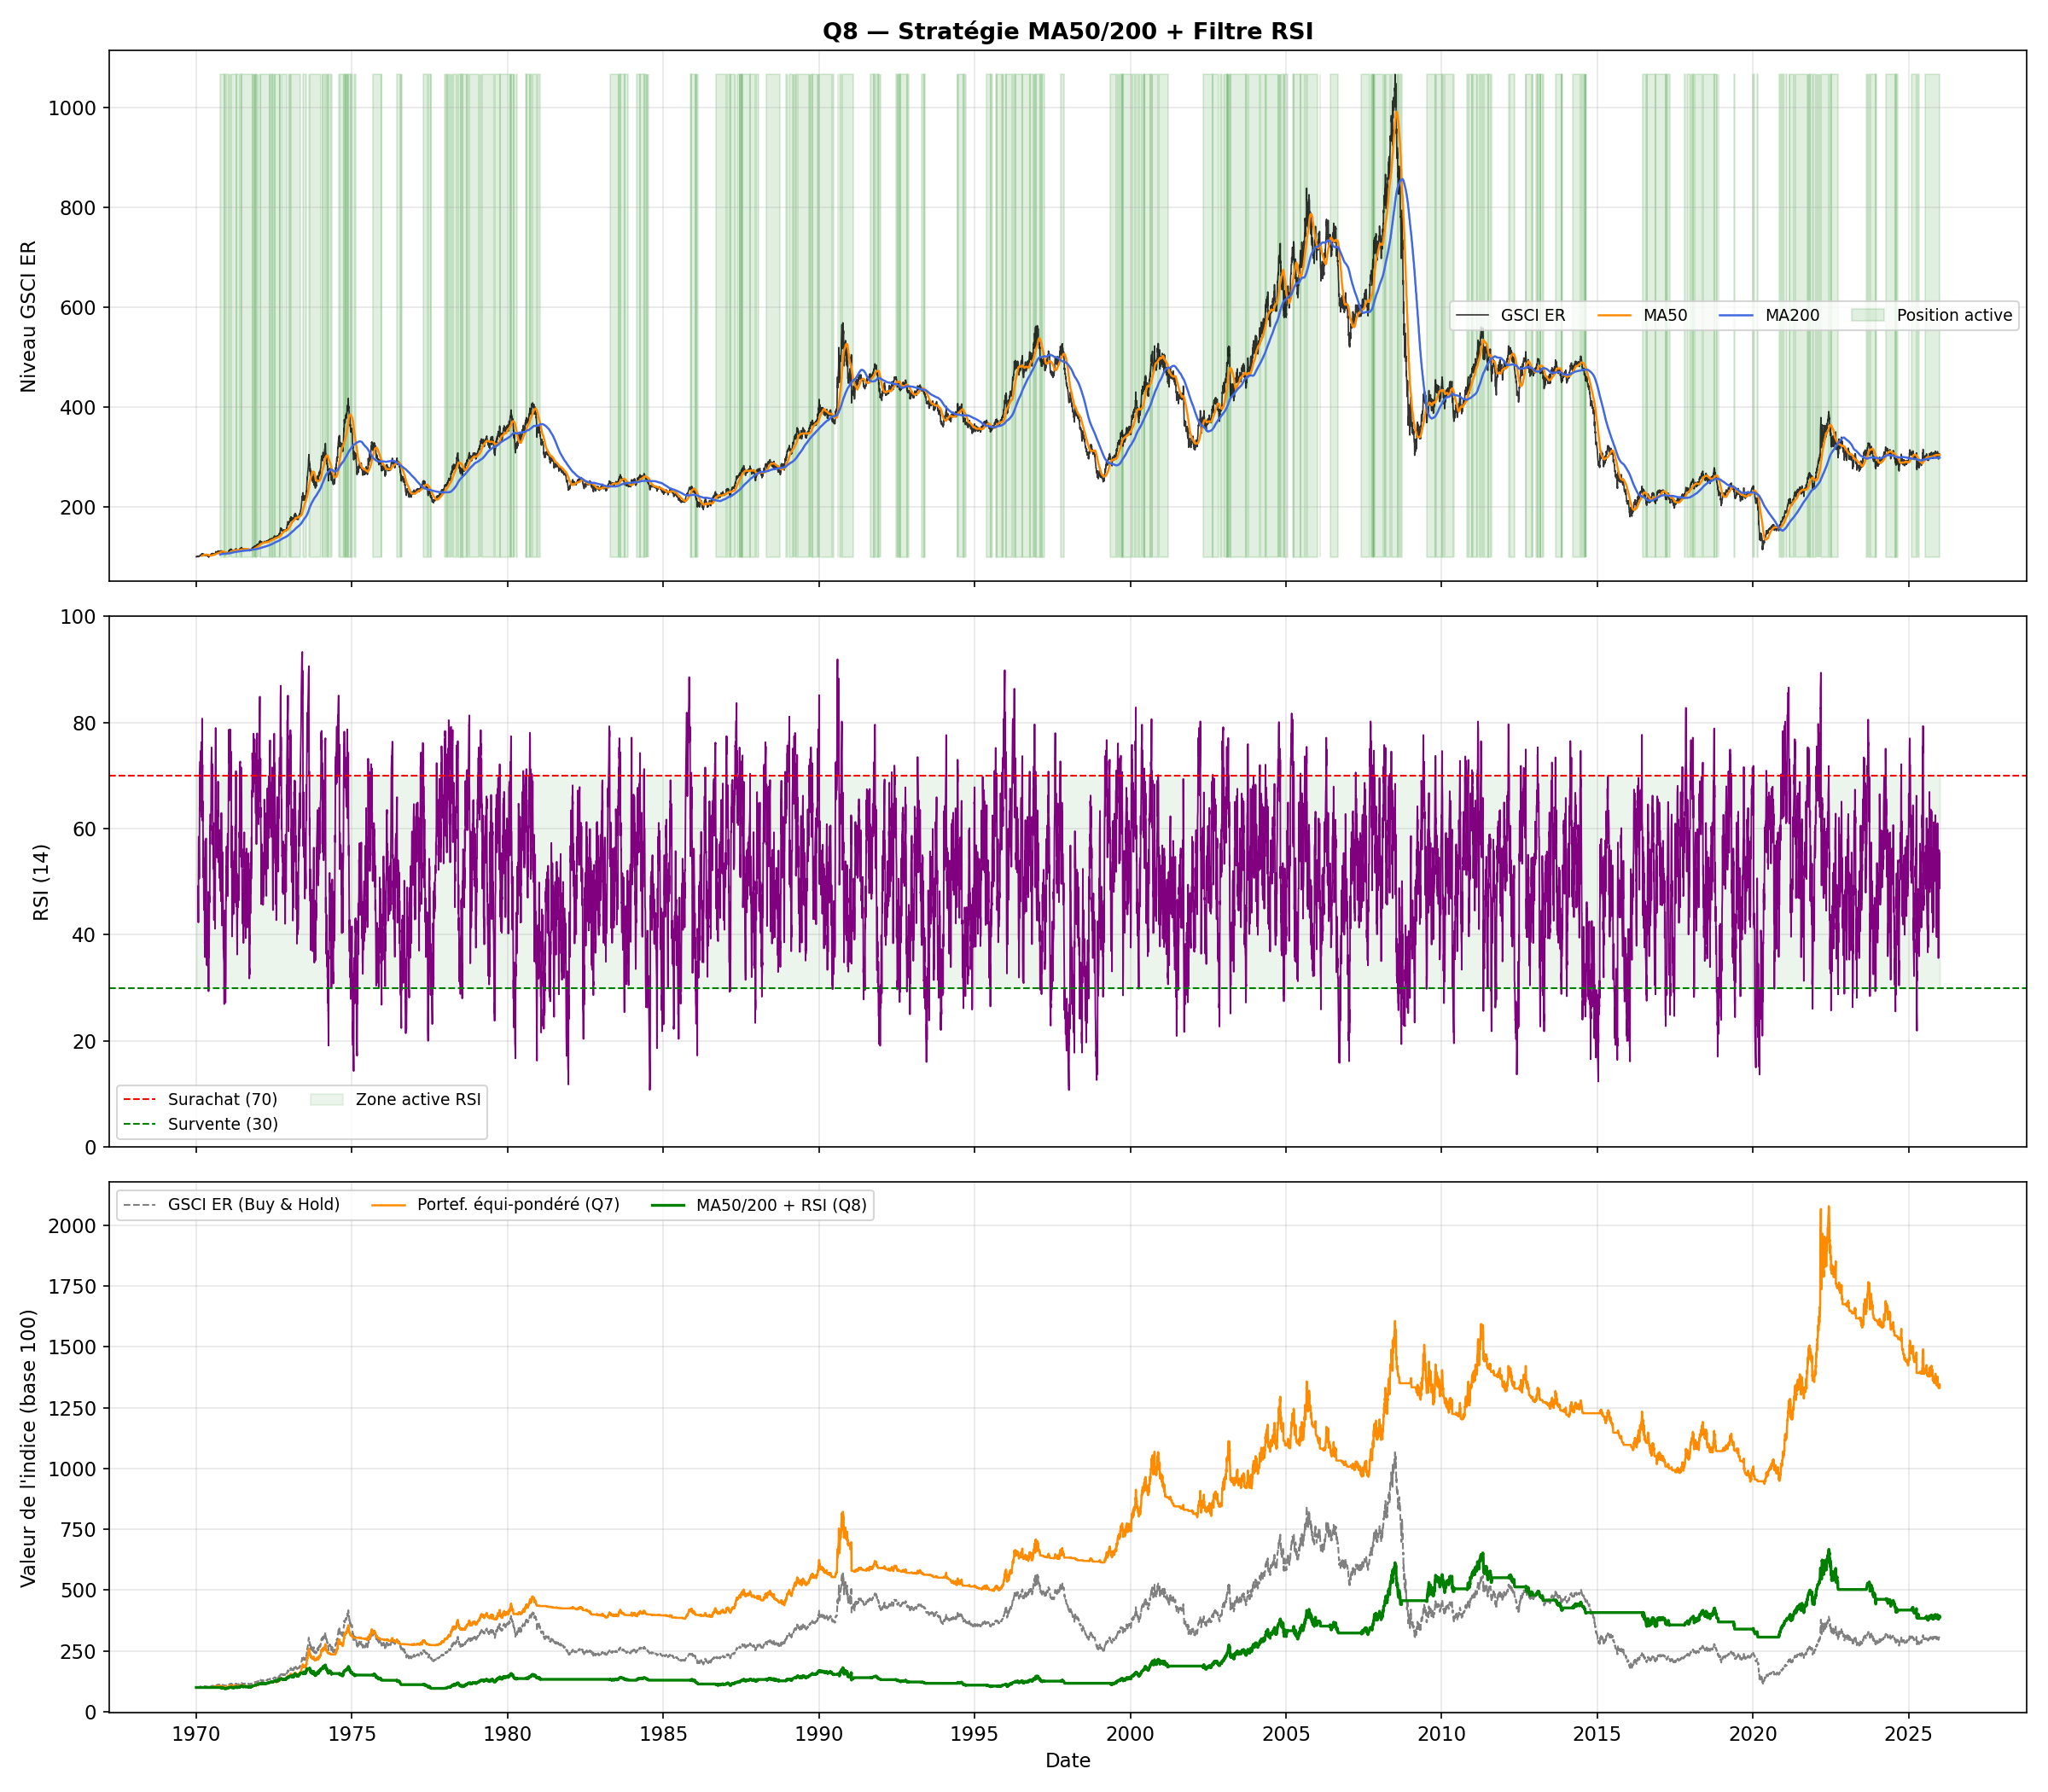 Q8 — Stratégie MA50/200 + Filtre RSI
Niveau GSCI ER
1000
800
600
400
200
GSCI ER MA50 MA200 Position active
RSI (14)
100
80
60
40
20
0
Surachat (70) Zone active RSI
Survente (30)
Valeur de l'indice (base 100)
GSCI ER (Buy & Hold) Portef. équi-pondéré (Q7) MA50/200 + RSI (Q8)
2000
1750
1500
1250
1000
750
500
250
0
1970 1975 1980 1985 1990 1995 2000 2005 2010 2015 2020 2025
Date